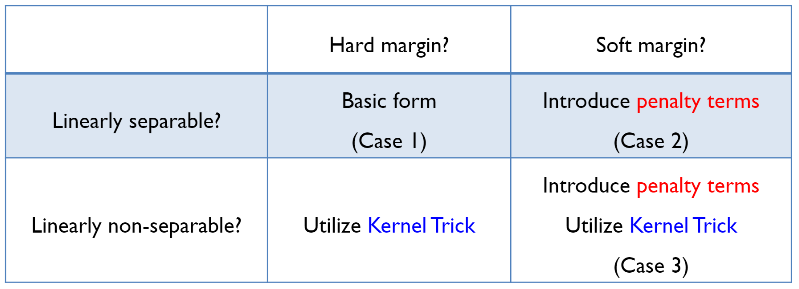 Hard margin?
Soft margin?
Linearly separable?
Basic form
(Case 1)
Introduce penalty terms
(Case 2)
Linearly non-separable?
Utilize Kernel Trick
Introduce penalty terms
Utilize Kernel Trick
(Case 3)